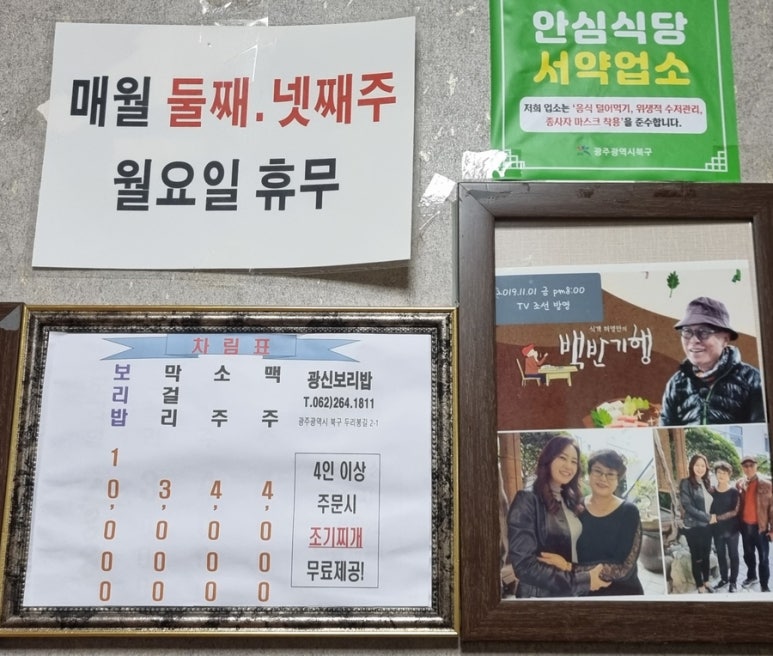 매월 둘째.넷째주
월요일 휴무
안심식당
서약업소
저희 업소는 '음식 덜어먹기, 위생적 수저관리,
종사자 마스크 착용'을 준수합니다.
광주광역시북구
차림표
보리밥 10,000
막걸리 3,000
소주 4,000
맥주 4,000
광신보리밥
T.062)264.1811
광주광역시 북구 두리봉길 2-1
4인 이상
주문시
조기찌개
무료제공!
2019.11.01 금 pm8:00
TV 조선 방영
식객 허영만의
백반기행